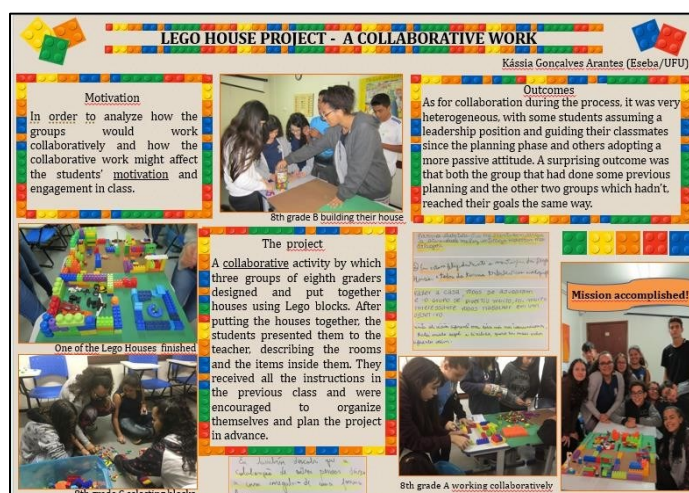 LEGO HOUSE PROJECT - A COLLABORATIVE WORK
Kássia Gonçalves Arantes (Eseba/UFU)
Motivation
In order to analyze how the
groups would work
collaboratively and how the
collaborative work might affect
the students' motivation and
engagement in class.
8th grade B building their house
Outcomes
As for collaboration during the process, it was very
heterogeneous, with some students assuming a
leadership position and guiding their classmates
since the planning phase and others adopting a
more passive attitude. A surprising outcome was
that both the group that had done some previous
planning and the other two groups which hadn't,
reached their goals the same way.
One of the Lego Houses finished
The project
A collaborative activity by which
three groups of eighth graders
designed and put together
houses using Lego blocks. After
putting the houses together, the
students presented them to the
teacher, describing the rooms
and the items inside them. They
received all the instructions in
the previous class and were
encouraged to organize
themselves and plan the project
in advance.
8th grade C selecting blocks
8th grade A working collaboratively
Mission accomplished!